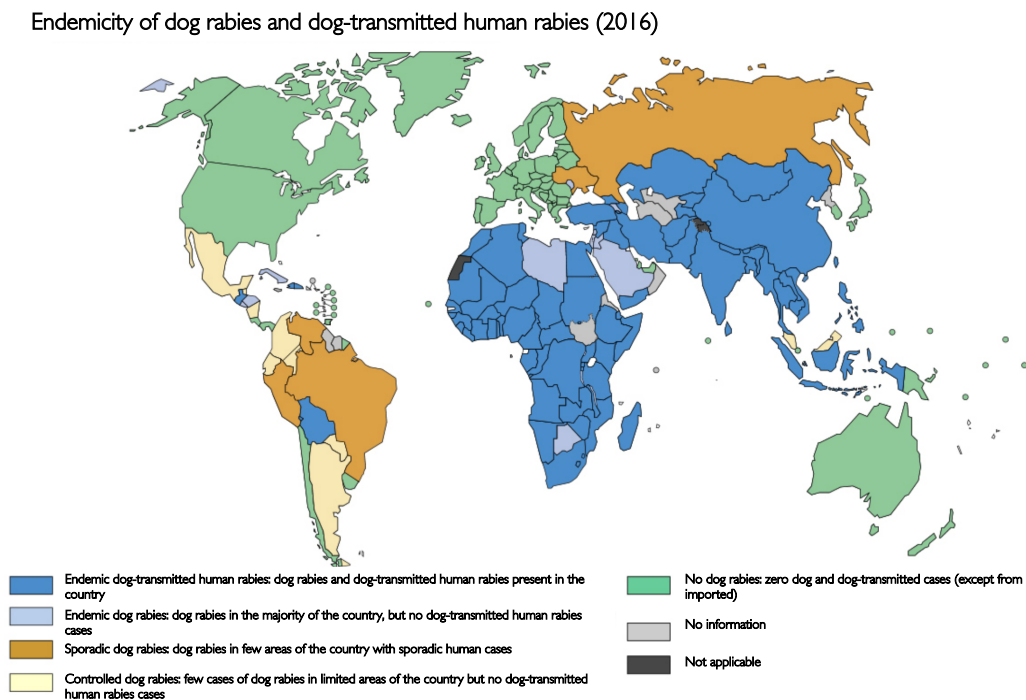 Endemicity of dog rabies and dog-transmitted human rabies (2016)
Endemic dog-transmitted human rabies: dog rabies and dog-transmitted human rabies present in the
country
Endemic dog rabies: dog rabies in the majority of the country, but no dog-transmitted human rabies
cases
Sporadic dog rabies: dog rabies in few areas of the country with sporadic human cases
Controlled dog rabies: few cases of dog rabies in limited areas of the country but no dog-transmitted
human rabies cases
No dog rabies: zero dog and dog-transmitted cases (except from
imported)
No information
Not applicable